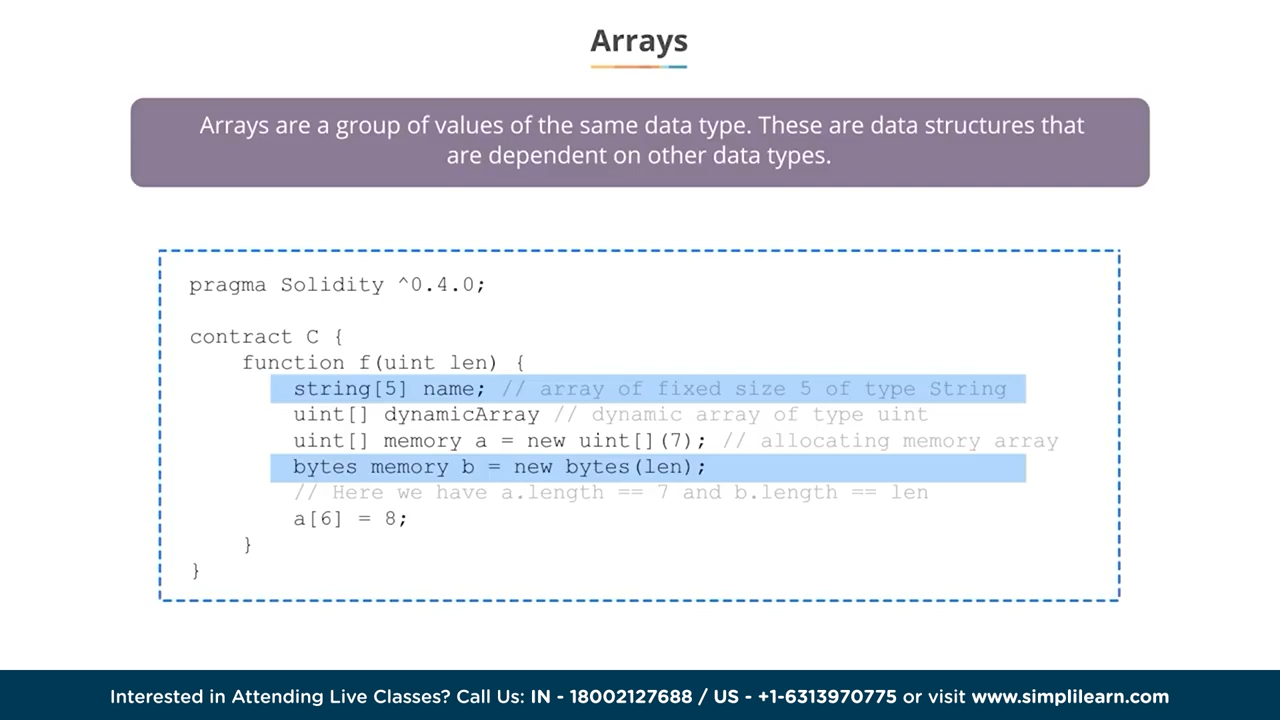 Arrays
Arrays are a group of values of the same data type. These are data structures that
are dependent on other data types.
pragma Solidity ^0.4.0;
contract C {
function f(uint len) {
string[5] name; // array of fixed size 5 of type String
uint[] dynamicArray // dynamic array of type uint
uint[] memory a = new uint[](7); // allocating memory array
bytes memory b = new bytes(len);
// Here we have a.length == 7 and b.length == len
a[6] = 8;
}
}
Interested in Attending Live Classes? Call Us: IN - 18002127688 / US - +1-6313970775 or visit www.simplilearn.com